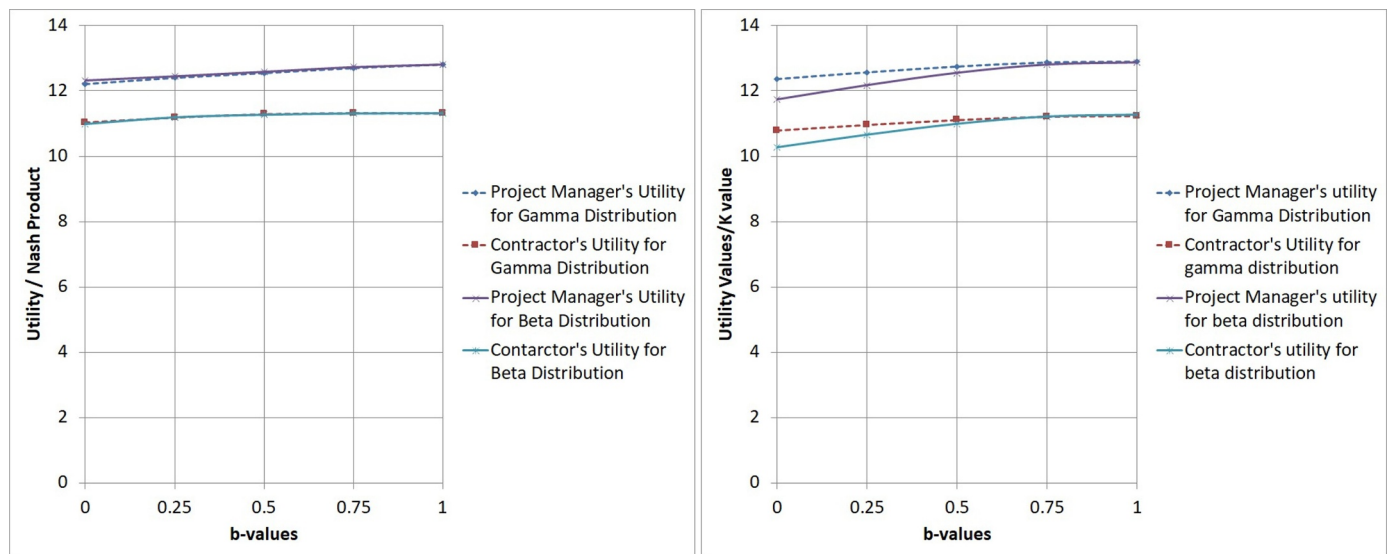 14
12
10
8
6
4
2
0
Utility / Nash Product
0 0.25 0.5 0.75 1
b-values
Project Manager's Utility
for Gamma Distribution
Contractor's Utility for
Gamma Distribution
Project Manager's Utility
for Beta Distribution
Contarctor's Utility for
Beta Distribution
14
12
10
8
6
4
2
0
Utility Values/K value
0 0.25 0.5 0.75 1
b-values
Project Manager's utility
for Gamma Distribution
Contractor's Utility for
gamma distribution
Project Manager's utility
for beta distribution
Contractor's utility for
beta distribution